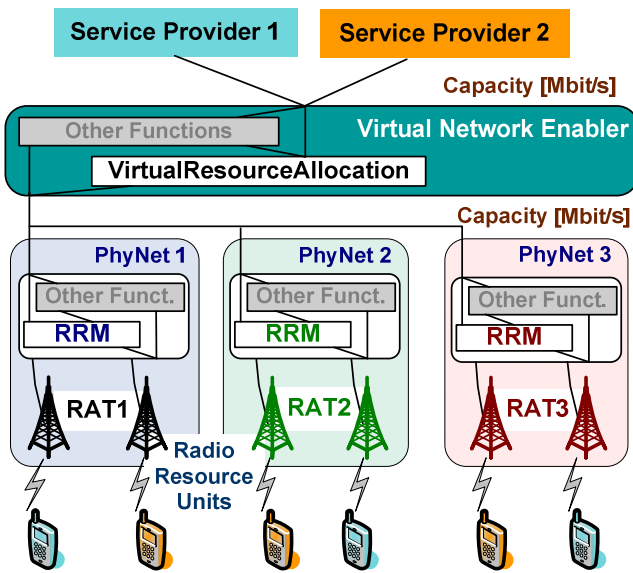 Service Provider 1
Service Provider 2
Capacity [Mbit/s]
Other Functions
Virtual Network Enabler
VirtualResourceAllocation
Capacity [Mbit/s]
PhyNet 1
PhyNet 2
PhyNet 3
Other Funct.
Other Funct.
Other Funct.
RRM
RRM
RRM
RAT1
RAT2
RAT3
Radio
Resource
Units